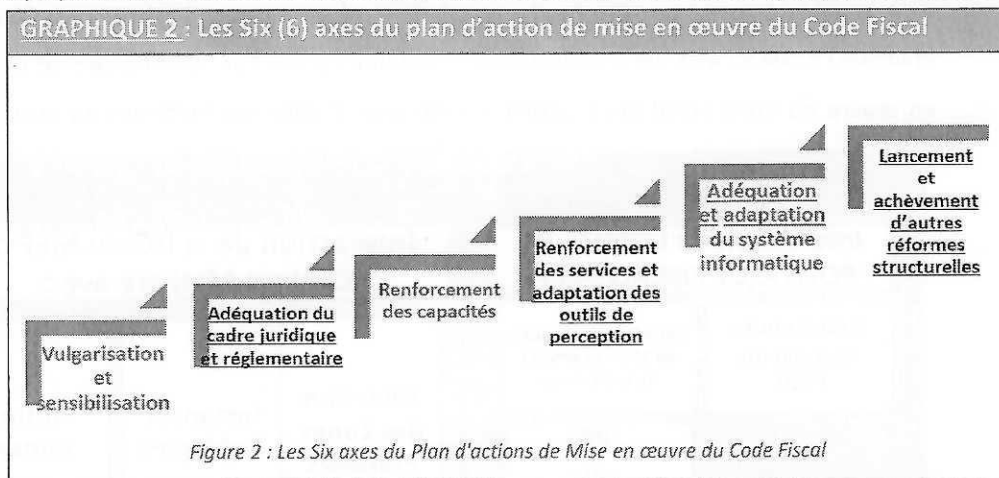 GRAPHIQUE 2 : Les Six (6) axes du plan d'action de mise en œuvre du Code Fiscal
Vulgarisation
et
sensibilisation
Adéquation du
cadre juridique
et réglementaire
Renforcement
des capacités
Renforcement
des services et
adaptation des
outils de
perception
Adéquation
et adaptation
du système
informatique
Lancement
et
achèvement
d'autres
réformes
structurelles
Figure 2 : Les Six axes du Plan d'actions de Mise en œuvre du Code Fiscal